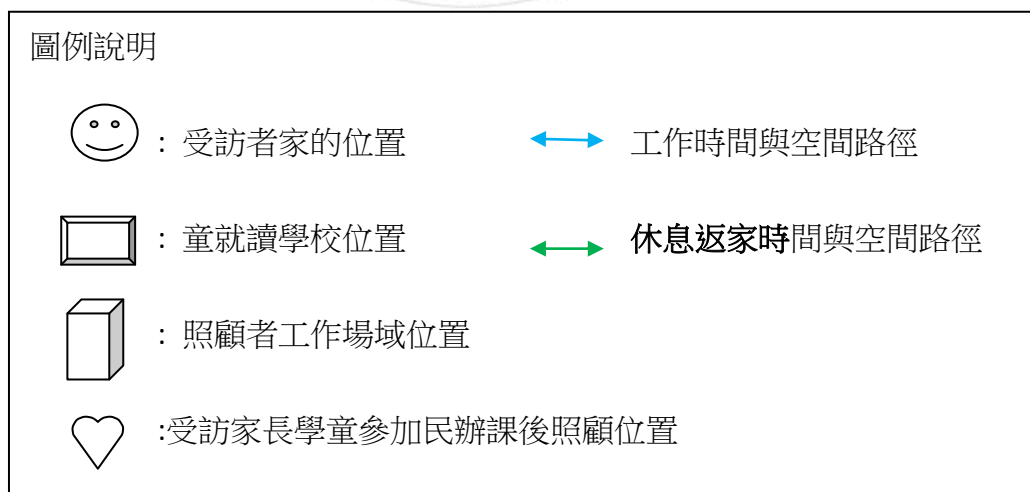 圖例說明
： 受訪者家的位置 工作時間與空間路徑
： 童就讀學校位置 休息返家時間與空間路徑
： 照顧者工作場域位置
:受訪家長學童參加民辦課後照顧位置